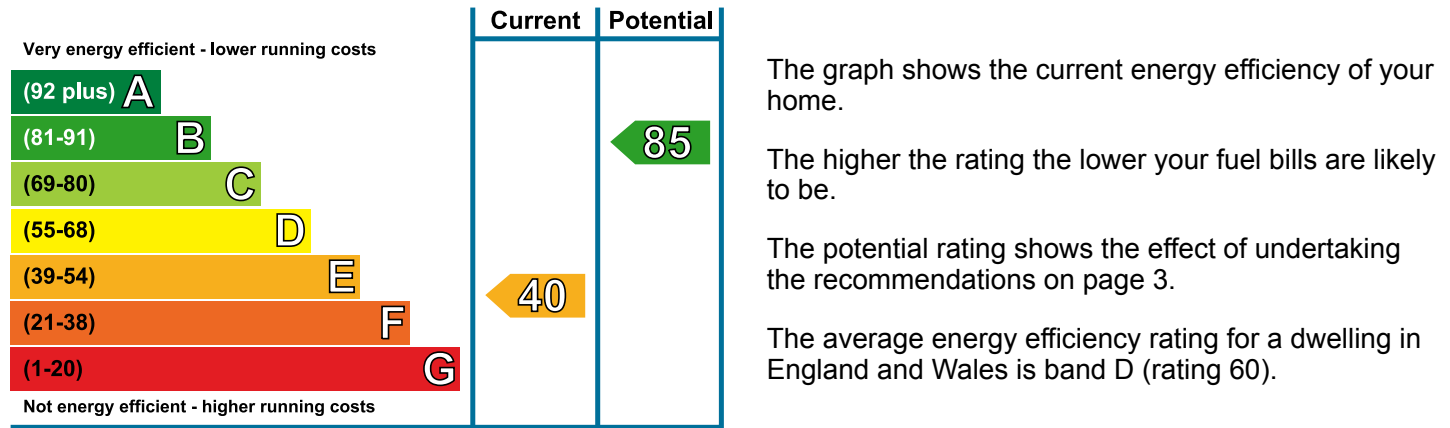 Current Potential
Very energy efficient - lower running costs
(92 plus) A
(81-91) B
85
(69-80) C
(55-68) D
(39-54) E
40
(21-38) F
(1-20) G
Not energy efficient - higher running costs
The graph shows the current energy efficiency of your
home.
The higher the rating the lower your fuel bills are likely
to be.
The potential rating shows the effect of undertaking
the recommendations on page 3.
The average energy efficiency rating for a dwelling in
England and Wales is band D (rating 60).